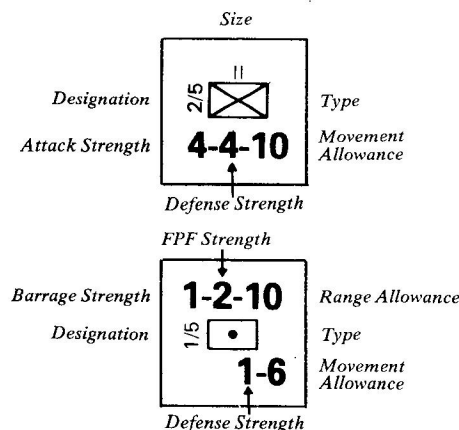 Size
II
Designation 2/5 Type
Attack Strength 4-4-10 Movement
Allowance
Defense Strength
FPF Strength
Barrage Strength 1-2-10 Range Allowance
Designation 1/5 Type
1-6 Movement
Allowance
Defense Strength